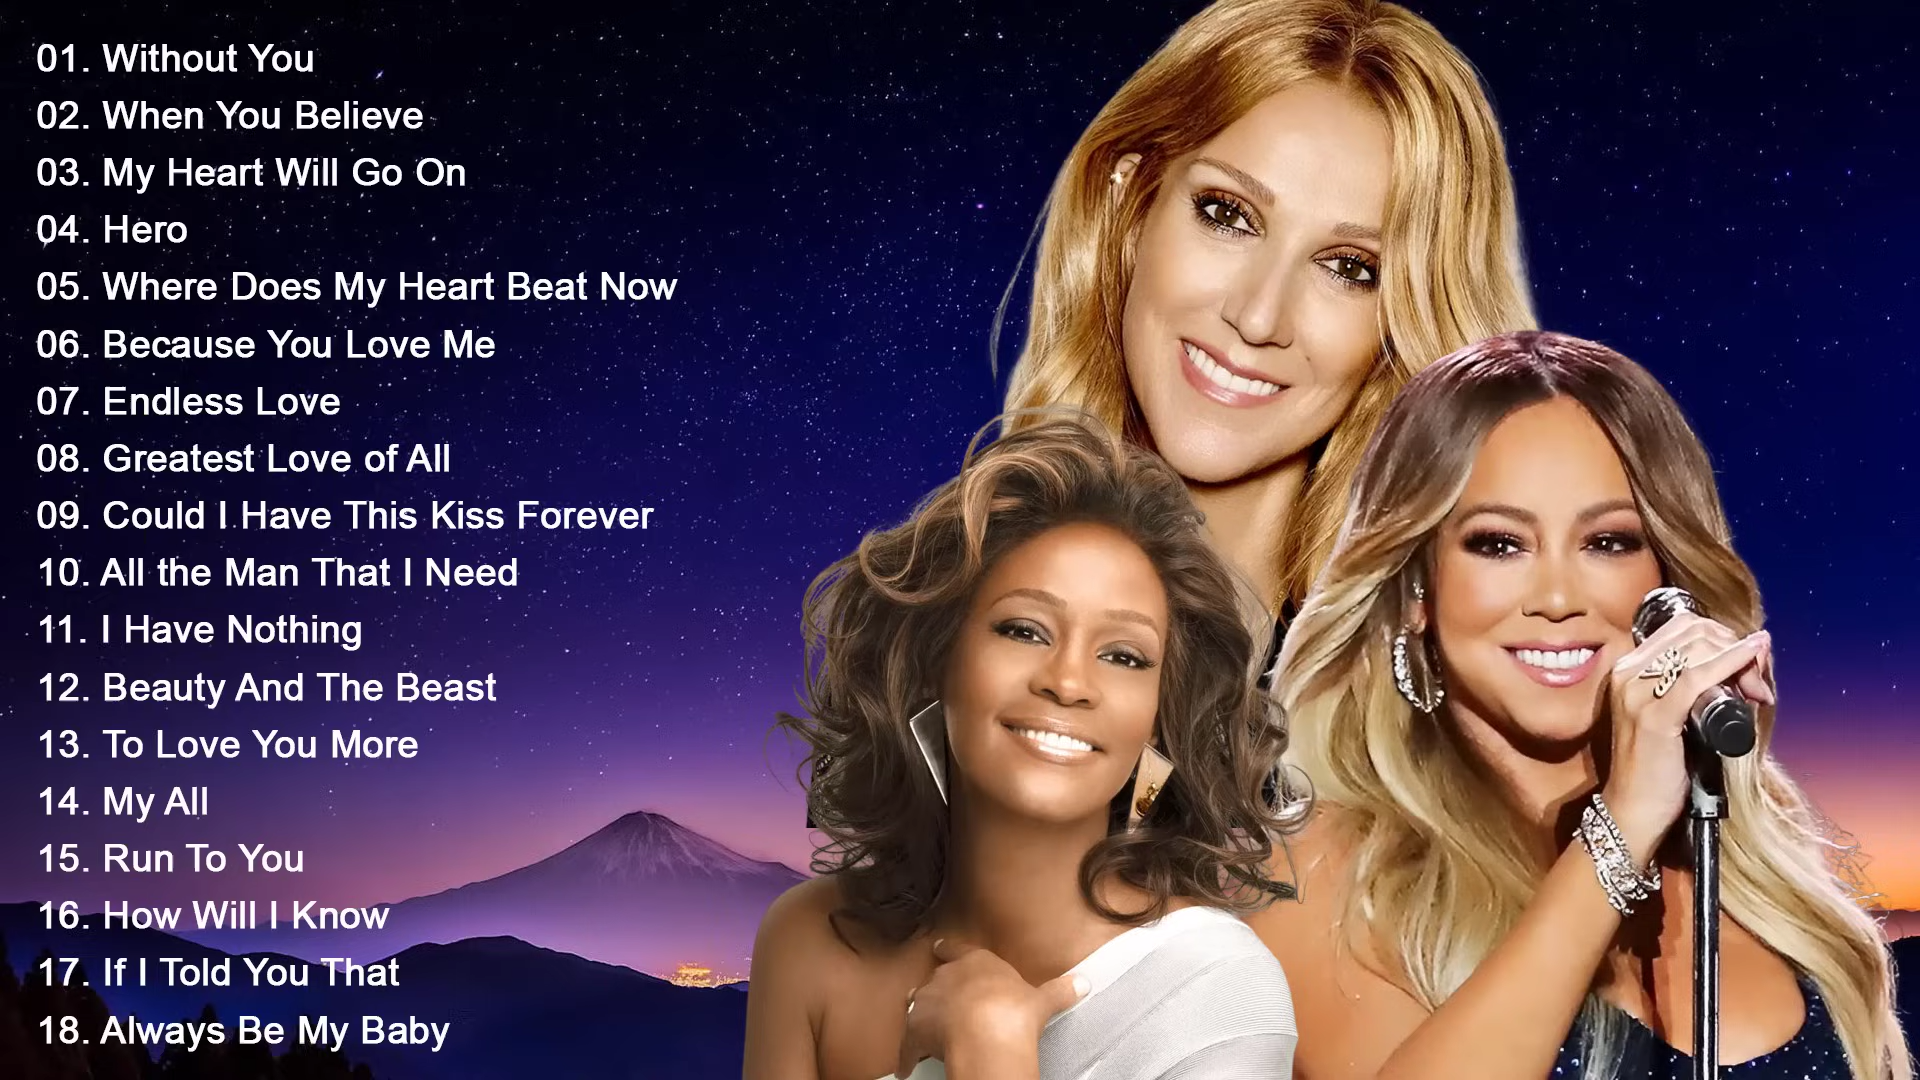 01. Without You
02. When You Believe
03. My Heart Will Go On
04. Hero
05. Where Does My Heart Beat Now
06. Because You Love Me
07. Endless Love
08. Greatest Love of All
09. Could I Have This Kiss Forever
10. All the Man That I Need
11. I Have Nothing
12. Beauty And The Beast
13. To Love You More
14. My All
15. Run To You
16. How Will I Know
17. If I Told You That
18. Always Be My Baby